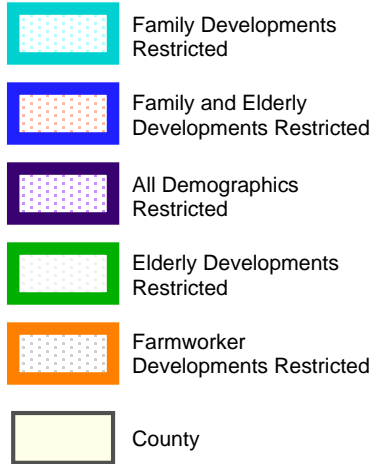 Family Developments
Restricted
Family and Elderly
Developments Restricted
All Demographics
Restricted
Elderly Developments
Restricted
Farmworker
Developments Restricted
County